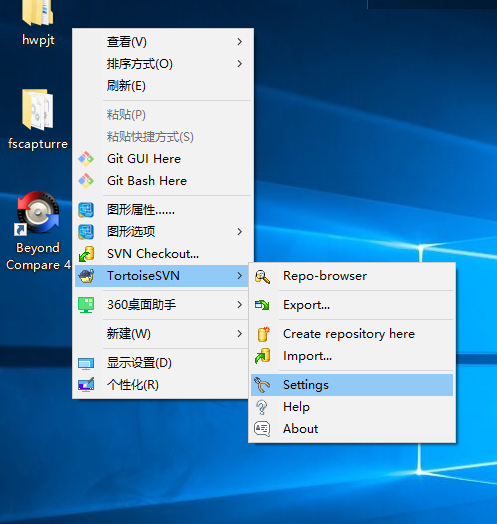 hwpjt
fscapturre
Beyond
Compare 4
查看(V)
排序方式(O)
刷新(E)
粘贴(P)
粘贴快捷方式(S)
Git GUI Here
Git Bash Here
图形属性......
图形选项
SVN Checkout...
TortoiseSVN
360桌面助手
新建(W)
显示设置(D)
个性化(R)
Repo-browser
Export...
Create repository here
Import...
Settings
Help
About